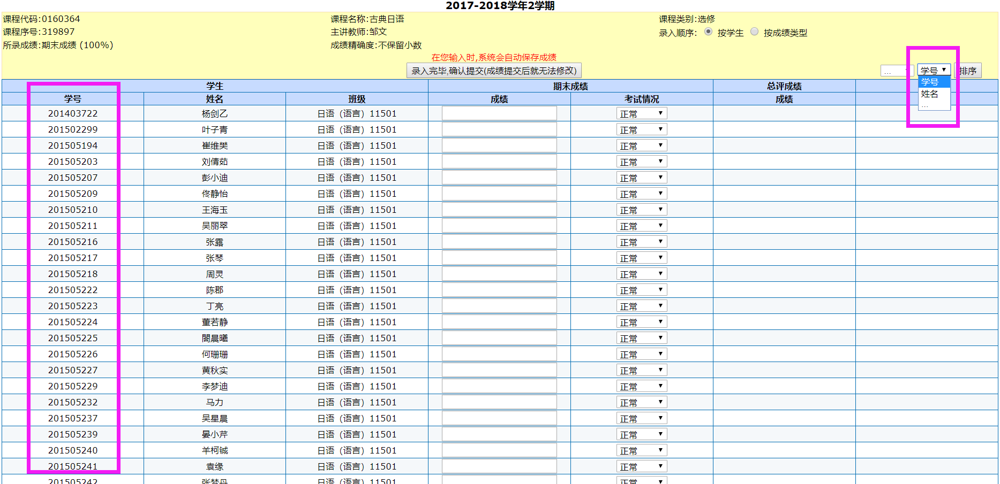 2017-2018学年2学期
课程代码:0160364 课程名称:古典日语 课程类别:选修
课程序号:319897 主讲教师:邹文 录入顺序: 按学生 按成绩类型
所录成绩:期末成绩 (100%) 成绩精确度:不保留小数
在您输入时,系统会自动保存成绩
录入完毕,确认提交(成绩提交后就无法修改) ... 学号 排序
学号
姓名
...
学生 期末成绩 总评成绩
学号 姓名 班级 成绩 考试情况 成绩
201403722 杨剑乙 日语（语言）11501 正常
201502299 叶子青 日语（语言）11501 正常
201505194 崔维樊 日语（语言）11501 正常
201505203 刘倩茹 日语（语言）11501 正常
201505207 彭小迪 日语（语言）11501 正常
201505209 佟静怡 日语（语言）11501 正常
201505210 王海玉 日语（语言）11501 正常
201505211 吴丽翠 日语（语言）11501 正常
201505216 张露 日语（语言）11501 正常
201505217 张琴 日语（语言）11501 正常
201505218 周灵 日语（语言）11501 正常
201505222 陈郡 日语（语言）11501 正常
201505223 丁亮 日语（语言）11501 正常
201505224 董若静 日语（语言）11501 正常
201505225 閤晨曦 日语（语言）11501 正常
201505226 何珊珊 日语（语言）11501 正常
201505227 黄秋实 日语（语言）11501 正常
201505229 李梦迪 日语（语言）11501 正常
201505232 马力 日语（语言）11501 正常
201505237 吴星晨 日语（语言）11501 正常
201505239 晏小芹 日语（语言）11501 正常
201505240 羊柯铖 日语（语言）11501 正常
201505241 袁缘 日语（语言）11501 正常
201505242 张梦丹 日语（语言）11501 正常